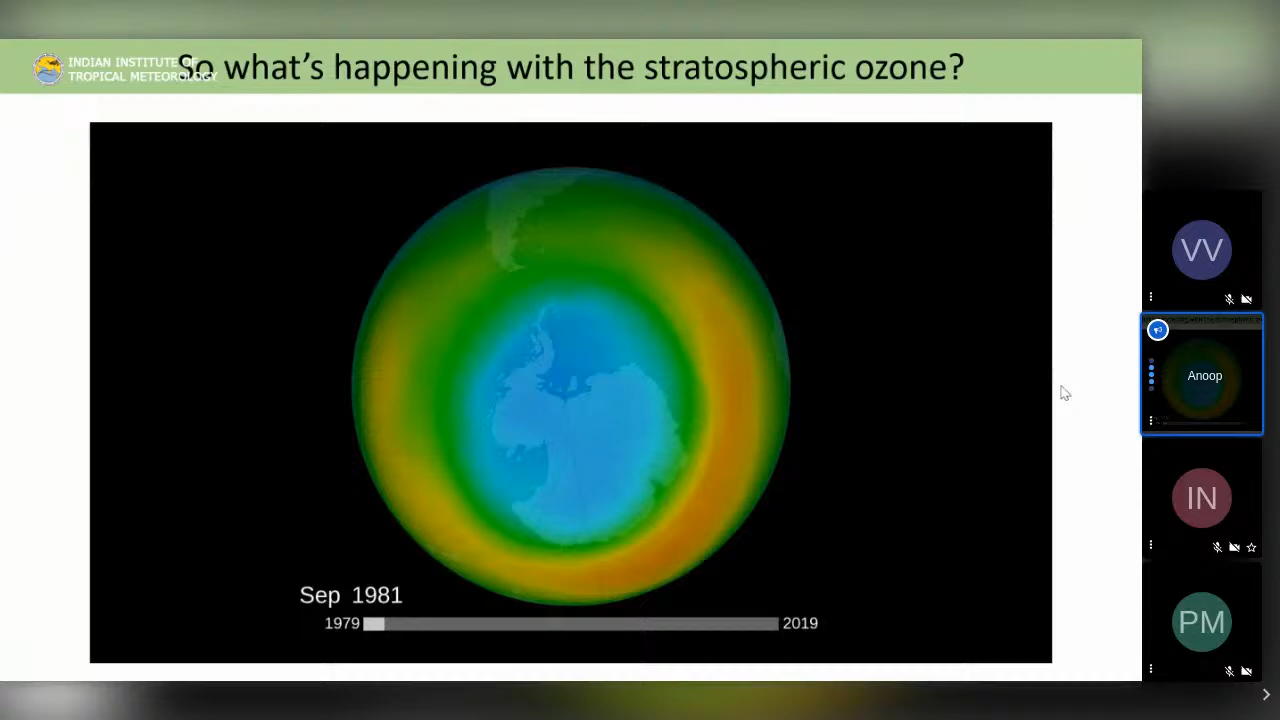 INDIAN INSTITUTE OF
TROPICAL METEOROLOGY
So what's happening with the stratospheric ozone?
Sep 1981
1979
2019
VV
Anoop
IN
PM